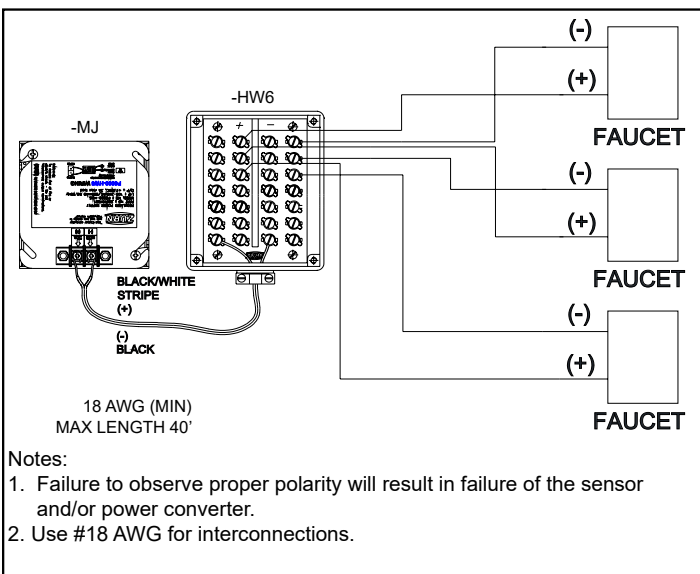 (-)
(+)
FAUCET
-HW6
-MJ
+ -
(-)
(+)
FAUCET
BLACK/WHITE
STRIPE
(+)
(-)
BLACK
(-)
(+)
FAUCET
18 AWG (MIN)
MAX LENGTH 40’
Notes:
1. Failure to observe proper polarity will result in failure of the sensor
and/or power converter.
2. Use #18 AWG for interconnections.